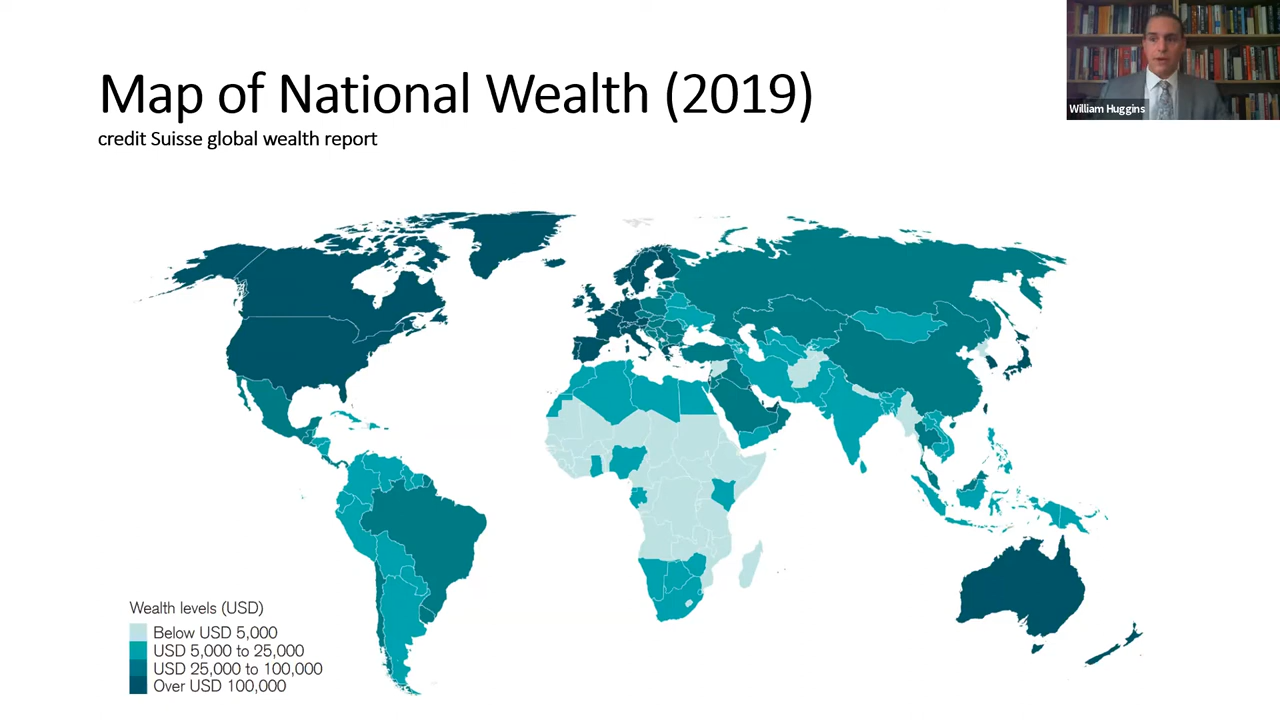 Map of National Wealth (2019)
credit Suisse global wealth report
William Huggins
Wealth levels (USD)
Below USD 5,000
USD 5,000 to 25,000
USD 25,000 to 100,000
Over USD 100,000